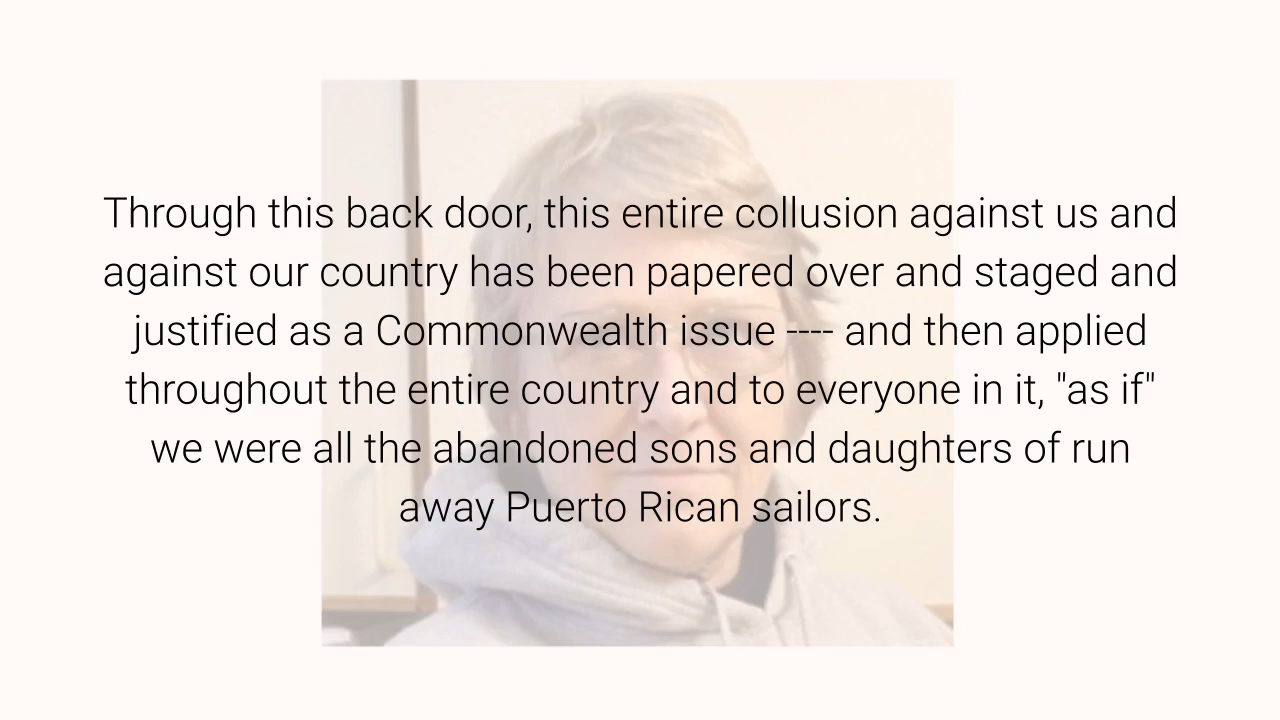 Through this back door, this entire collusion against us and
against our country has been papered over and staged and
justified as a Commonwealth issue ---- and then applied
throughout the entire country and to everyone in it, "as if"
we were all the abandoned sons and daughters of run
away Puerto Rican sailors.